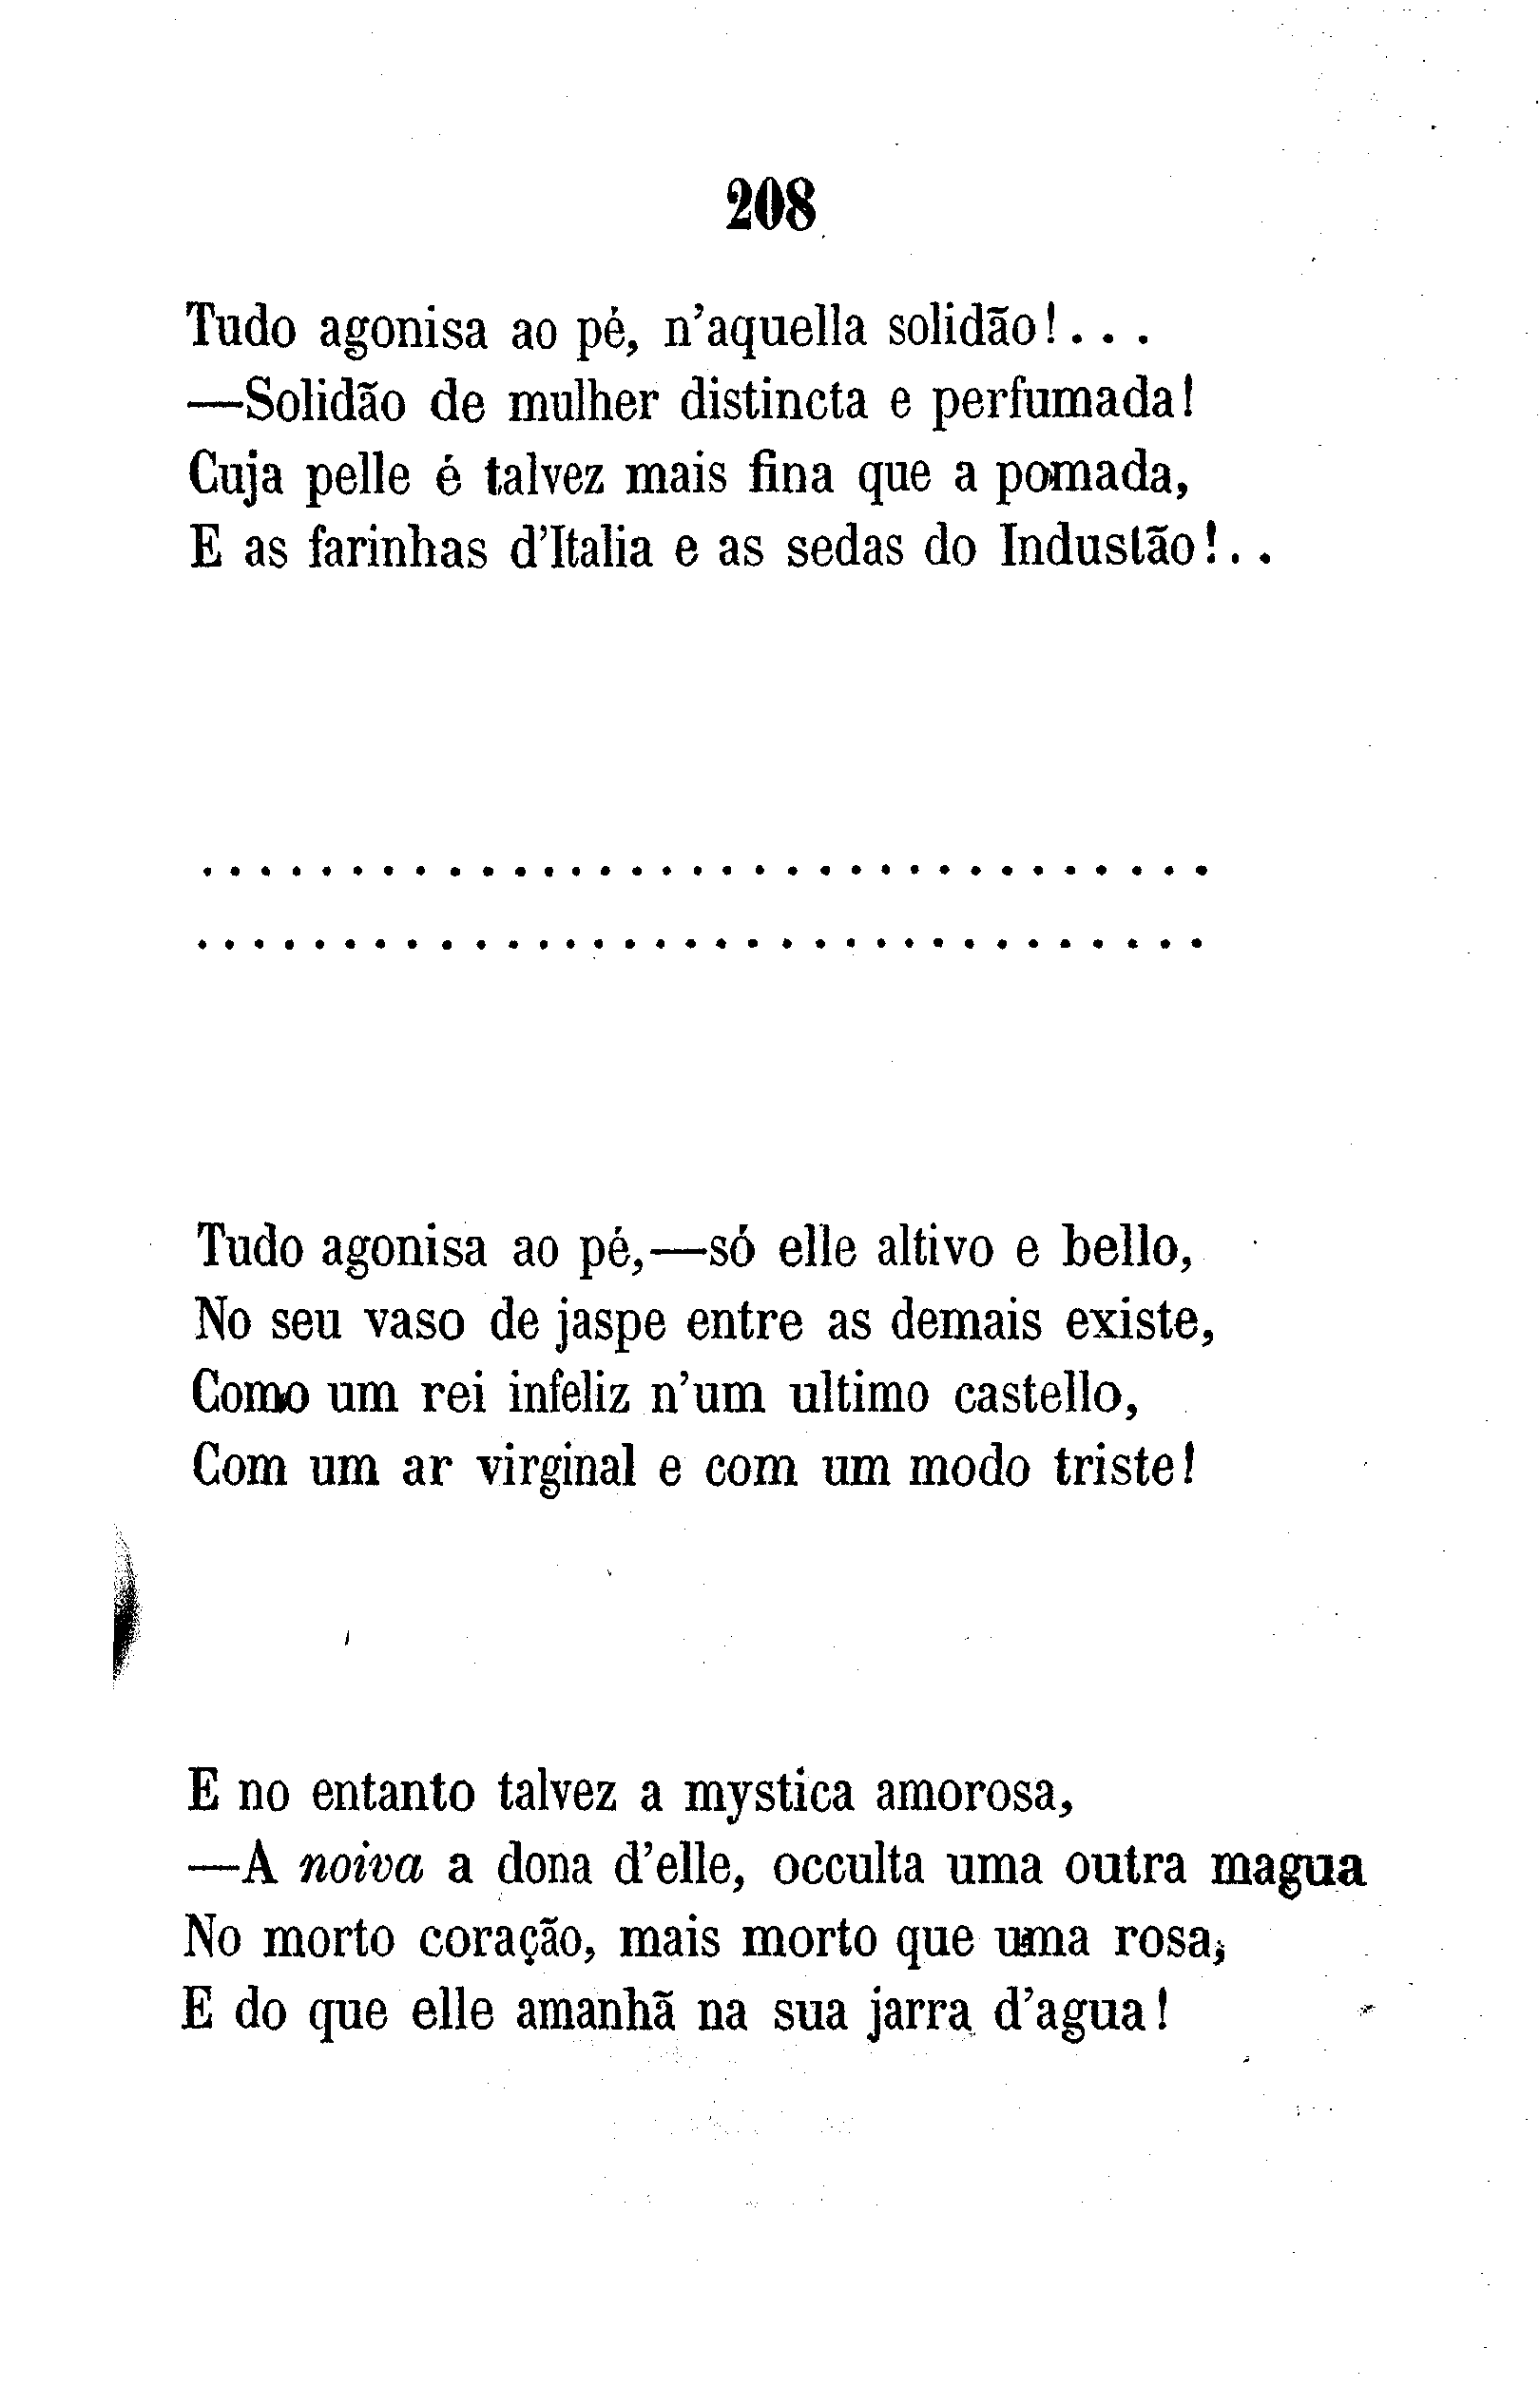 208
Tudo agonisa ao pé, n'aquella solidão!...
—Solidão de mulher distincta e perfumada!
Cuja pelle é talvez mais fina que a pomada,
E as farinhas d'Italia e as sedas do Industão!..
. . . . . . . . . . . . . . . . . . . . . . . . . . . . . . . . .
. . . . . . . . . . . . . . . . . . . . . . . . . . . . . . . . .
Tudo agonisa ao pé,—só elle altivo e bello,
No seu vaso de jaspe entre as demais existe,
Como um rei infeliz n'um ultimo castello,
Com um ar virginal e com um modo triste!
E no entanto talvez a mystica amorosa,
—A noiva a dona d'elle, occulta uma outra magua
No morto coração, mais morto que uma rosa,
E do que elle amanhã na sua jarra d'agua!